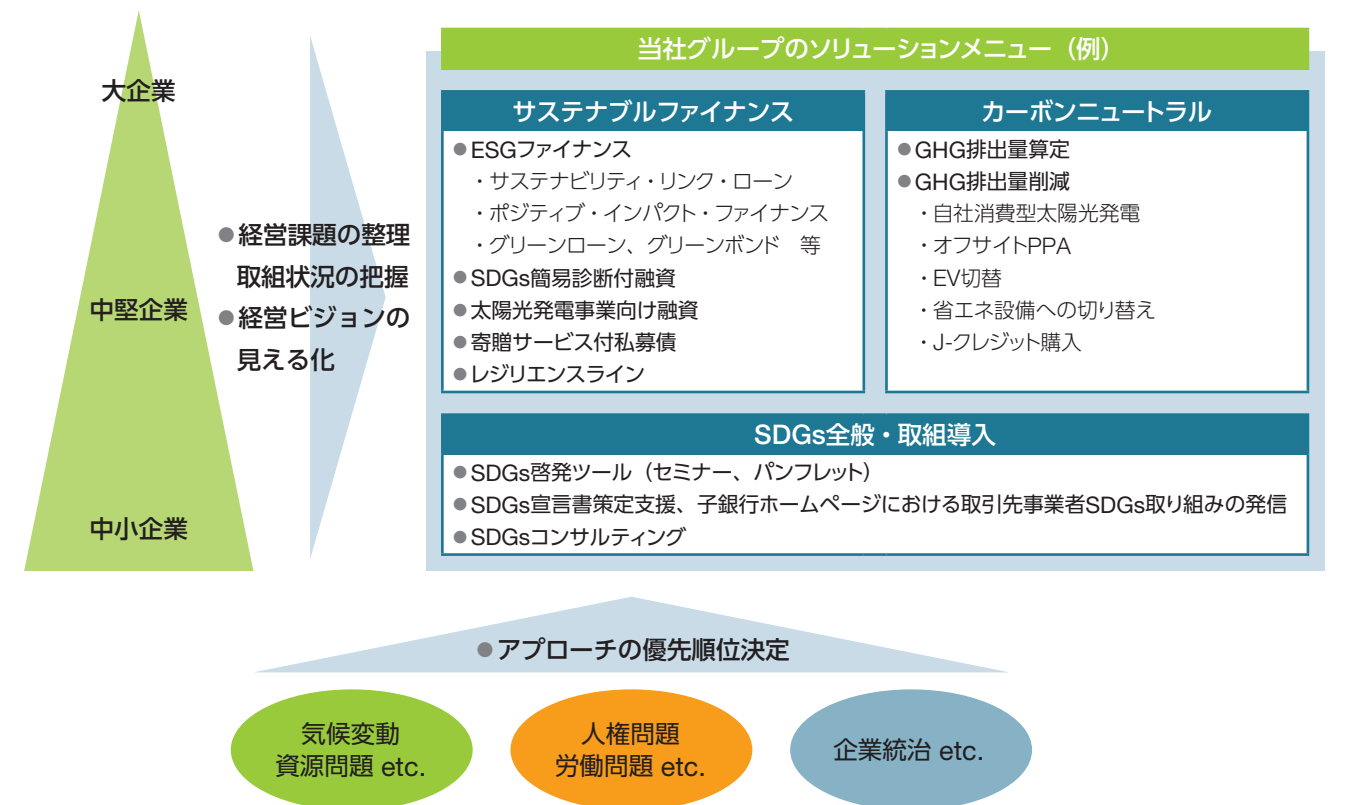 大企業
中堅企業
中小企業
●経営課題の整理
取組状況の把握
●経営ビジョンの
見える化
当社グループのソリューションメニュー（例）
サステナブルファイナンス
●ESGファイナンス
・サステナビリティ・リンク・ローン
・ポジティブ・インパクト・ファイナンス
・グリーンローン、グリーンボンド　等
●SDGs簡易診断付融資
●太陽光発電事業向け融資
●寄贈サービス付私募債
●レジリエンスライン
カーボンニュートラル
●GHG排出量算定
●GHG排出量削減
・自社消費型太陽光発電
・オフサイトPPA
・EV切替
・省エネ設備への切り替え
・J-クレジット購入
SDGs全般・取組導入
●SDGs啓発ツール（セミナー、パンフレット）
●SDGs宣言書策定支援、子銀行ホームページにおける取引先事業者SDGs取り組みの発信
●SDGsコンサルティング
●アプローチの優先順位決定
気候変動
資源問題 etc.
人権問題
労働問題 etc.
企業統治 etc.